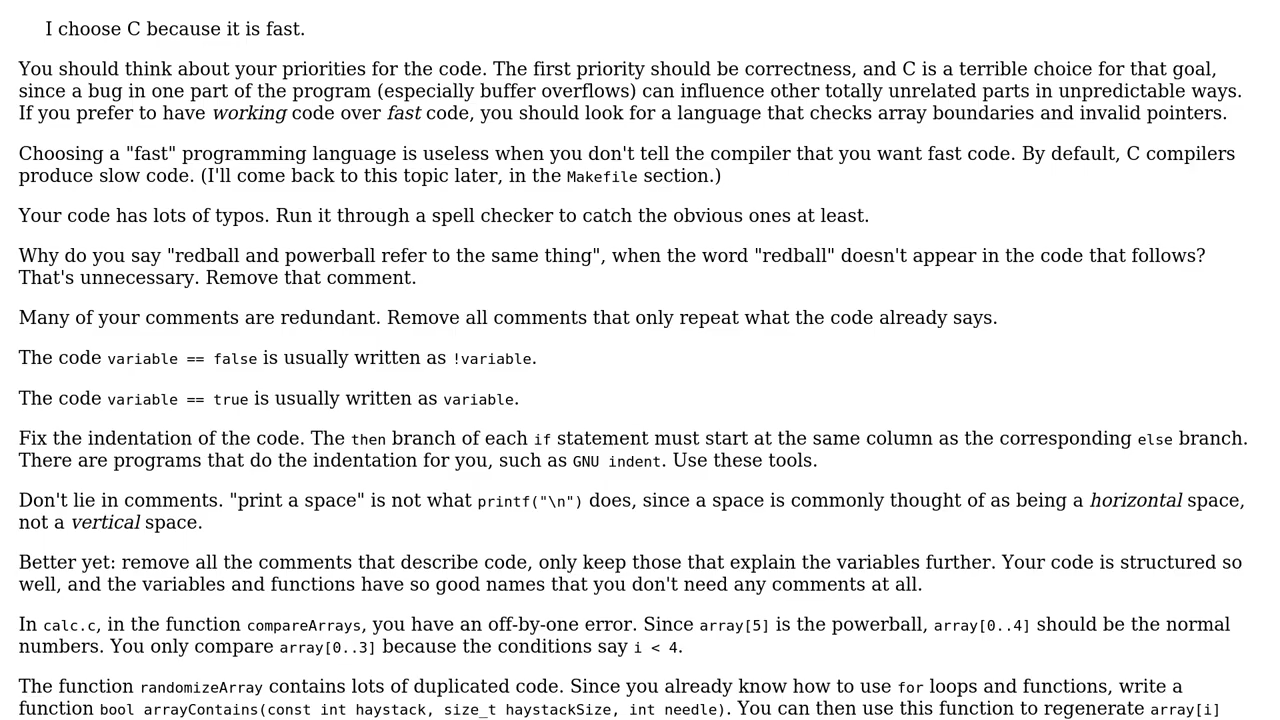 I choose C because it is fast.
You should think about your priorities for the code. The first priority should be correctness, and C is a terrible choice for that goal,
since a bug in one part of the program (especially buffer overflows) can influence other totally unrelated parts in unpredictable ways.
If you prefer to have working code over fast code, you should look for a language that checks array boundaries and invalid pointers.
Choosing a "fast" programming language is useless when you don't tell the compiler that you want fast code. By default, C compilers
produce slow code. (I'll come back to this topic later, in the Makefile section.)
Your code has lots of typos. Run it through a spell checker to catch the obvious ones at least.
Why do you say "redball and powerball refer to the same thing", when the word "redball" doesn't appear in the code that follows?
That's unnecessary. Remove that comment.
Many of your comments are redundant. Remove all comments that only repeat what the code already says.
The code variable == false is usually written as !variable.
The code variable == true is usually written as variable.
Fix the indentation of the code. The then branch of each if statement must start at the same column as the corresponding else branch.
There are programs that do the indentation for you, such as GNU indent. Use these tools.
Don't lie in comments. "print a space" is not what printf("\n") does, since a space is commonly thought of as being a horizontal space,
not a vertical space.
Better yet: remove all the comments that describe code, only keep those that explain the variables further. Your code is structured so
well, and the variables and functions have so good names that you don't need any comments at all.
In calc.c, in the function compareArrays, you have an off-by-one error. Since array[5] is the powerball, array[0..4] should be the normal
numbers. You only compare array[0..3] because the conditions say i < 4.
The function randomizeArray contains lots of duplicated code. Since you already know how to use for loops and functions, write a
function bool arrayContains(const int haystack, size_t haystackSize, int needle). You can then use this function to regenerate array[i]